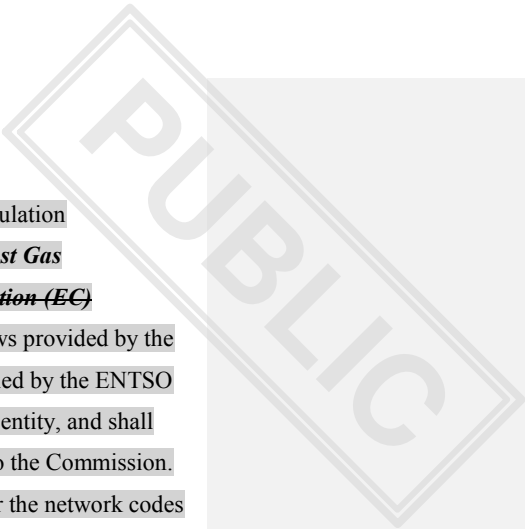 ulation
st Gas
tion (EC)
ws provided by the
ed by the ENTSO
entity, and shall
o the Commission.
r the network codes
PUBLIC